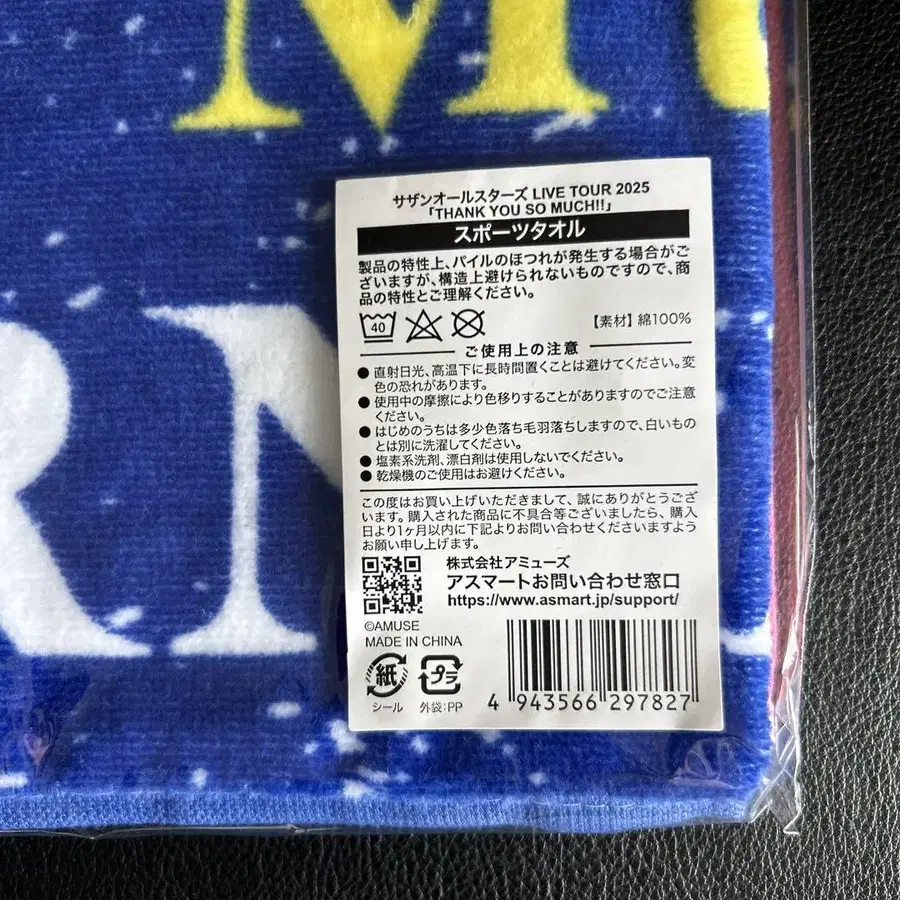 M
RN
サザンオールスターズ LIVE TOUR 2025
「THANK YOU SO MUCH!!」
スポーツタオル
製品の特性上、パイルのほつれが発生する場合がご
ざいますが、構造上避けられないものですので、商
品の特性とご理解ください。
40
【素材】綿100%
ご使用上の注意
●直射日光、高温下に長時間置くことは避けてください。変
色の恐れがあります。
●使用中の摩擦により色移りすることがありますのでご注意
ください。
●はじめのうちは多少色落ち毛羽落ちしますので、白いもの
とは別に洗濯してください。
●塩素系洗剤、漂白剤は使用しないでください。
●乾燥機のご使用はお避けください。
この度はお買い上げいただきまして、誠にありがとうござ
います。購入された商品に不具合等ございましたら、購入
日より1ヶ月以内に下記よりお問い合わせくださいますよう
お願い申し上げます。
株式会社アミューズ
アスマートお問い合わせ窓口
https://www.asmart.jp/support/
©AMUSE
MADE IN CHINA
紙
シール
プラ
外袋:PP
4 943566 297827